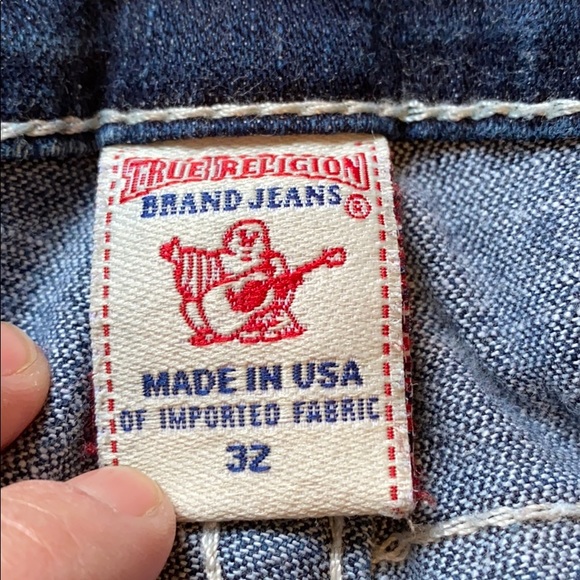 TRUE RELIGION
BRAND JEANS ®
MADE IN USA
OF IMPORTED FABRIC
32